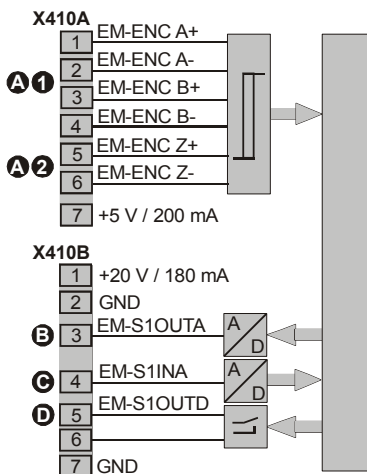 X410A
1 EM-ENC A+
2 EM-ENC A-
A 1
3 EM-ENC B+
4 EM-ENC B-
5 EM-ENC Z+
A 2
6 EM-ENC Z-
7 +5 V / 200 mA
X410B
1 +20 V / 180 mA
2 GND
B 3 EM-S1OUTA A D
C 4 EM-S1INA A D
D 5 EM-S1OUTD
6
7 GND